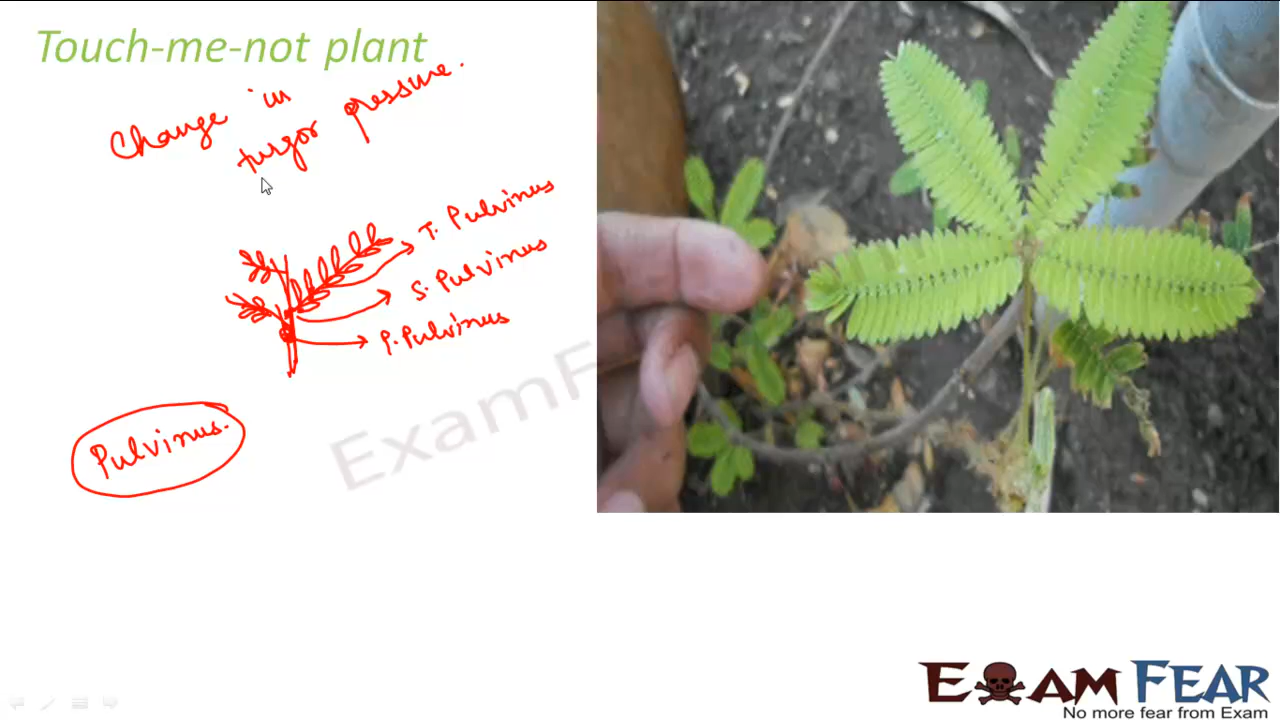 Touch-me-not plant
Change in
turgor pressure.
T. Pulvinus
S. Pulvinus
P. Pulvinus
Pulvinus.
ExamF
EXAM FEAR
No more fear from Exam